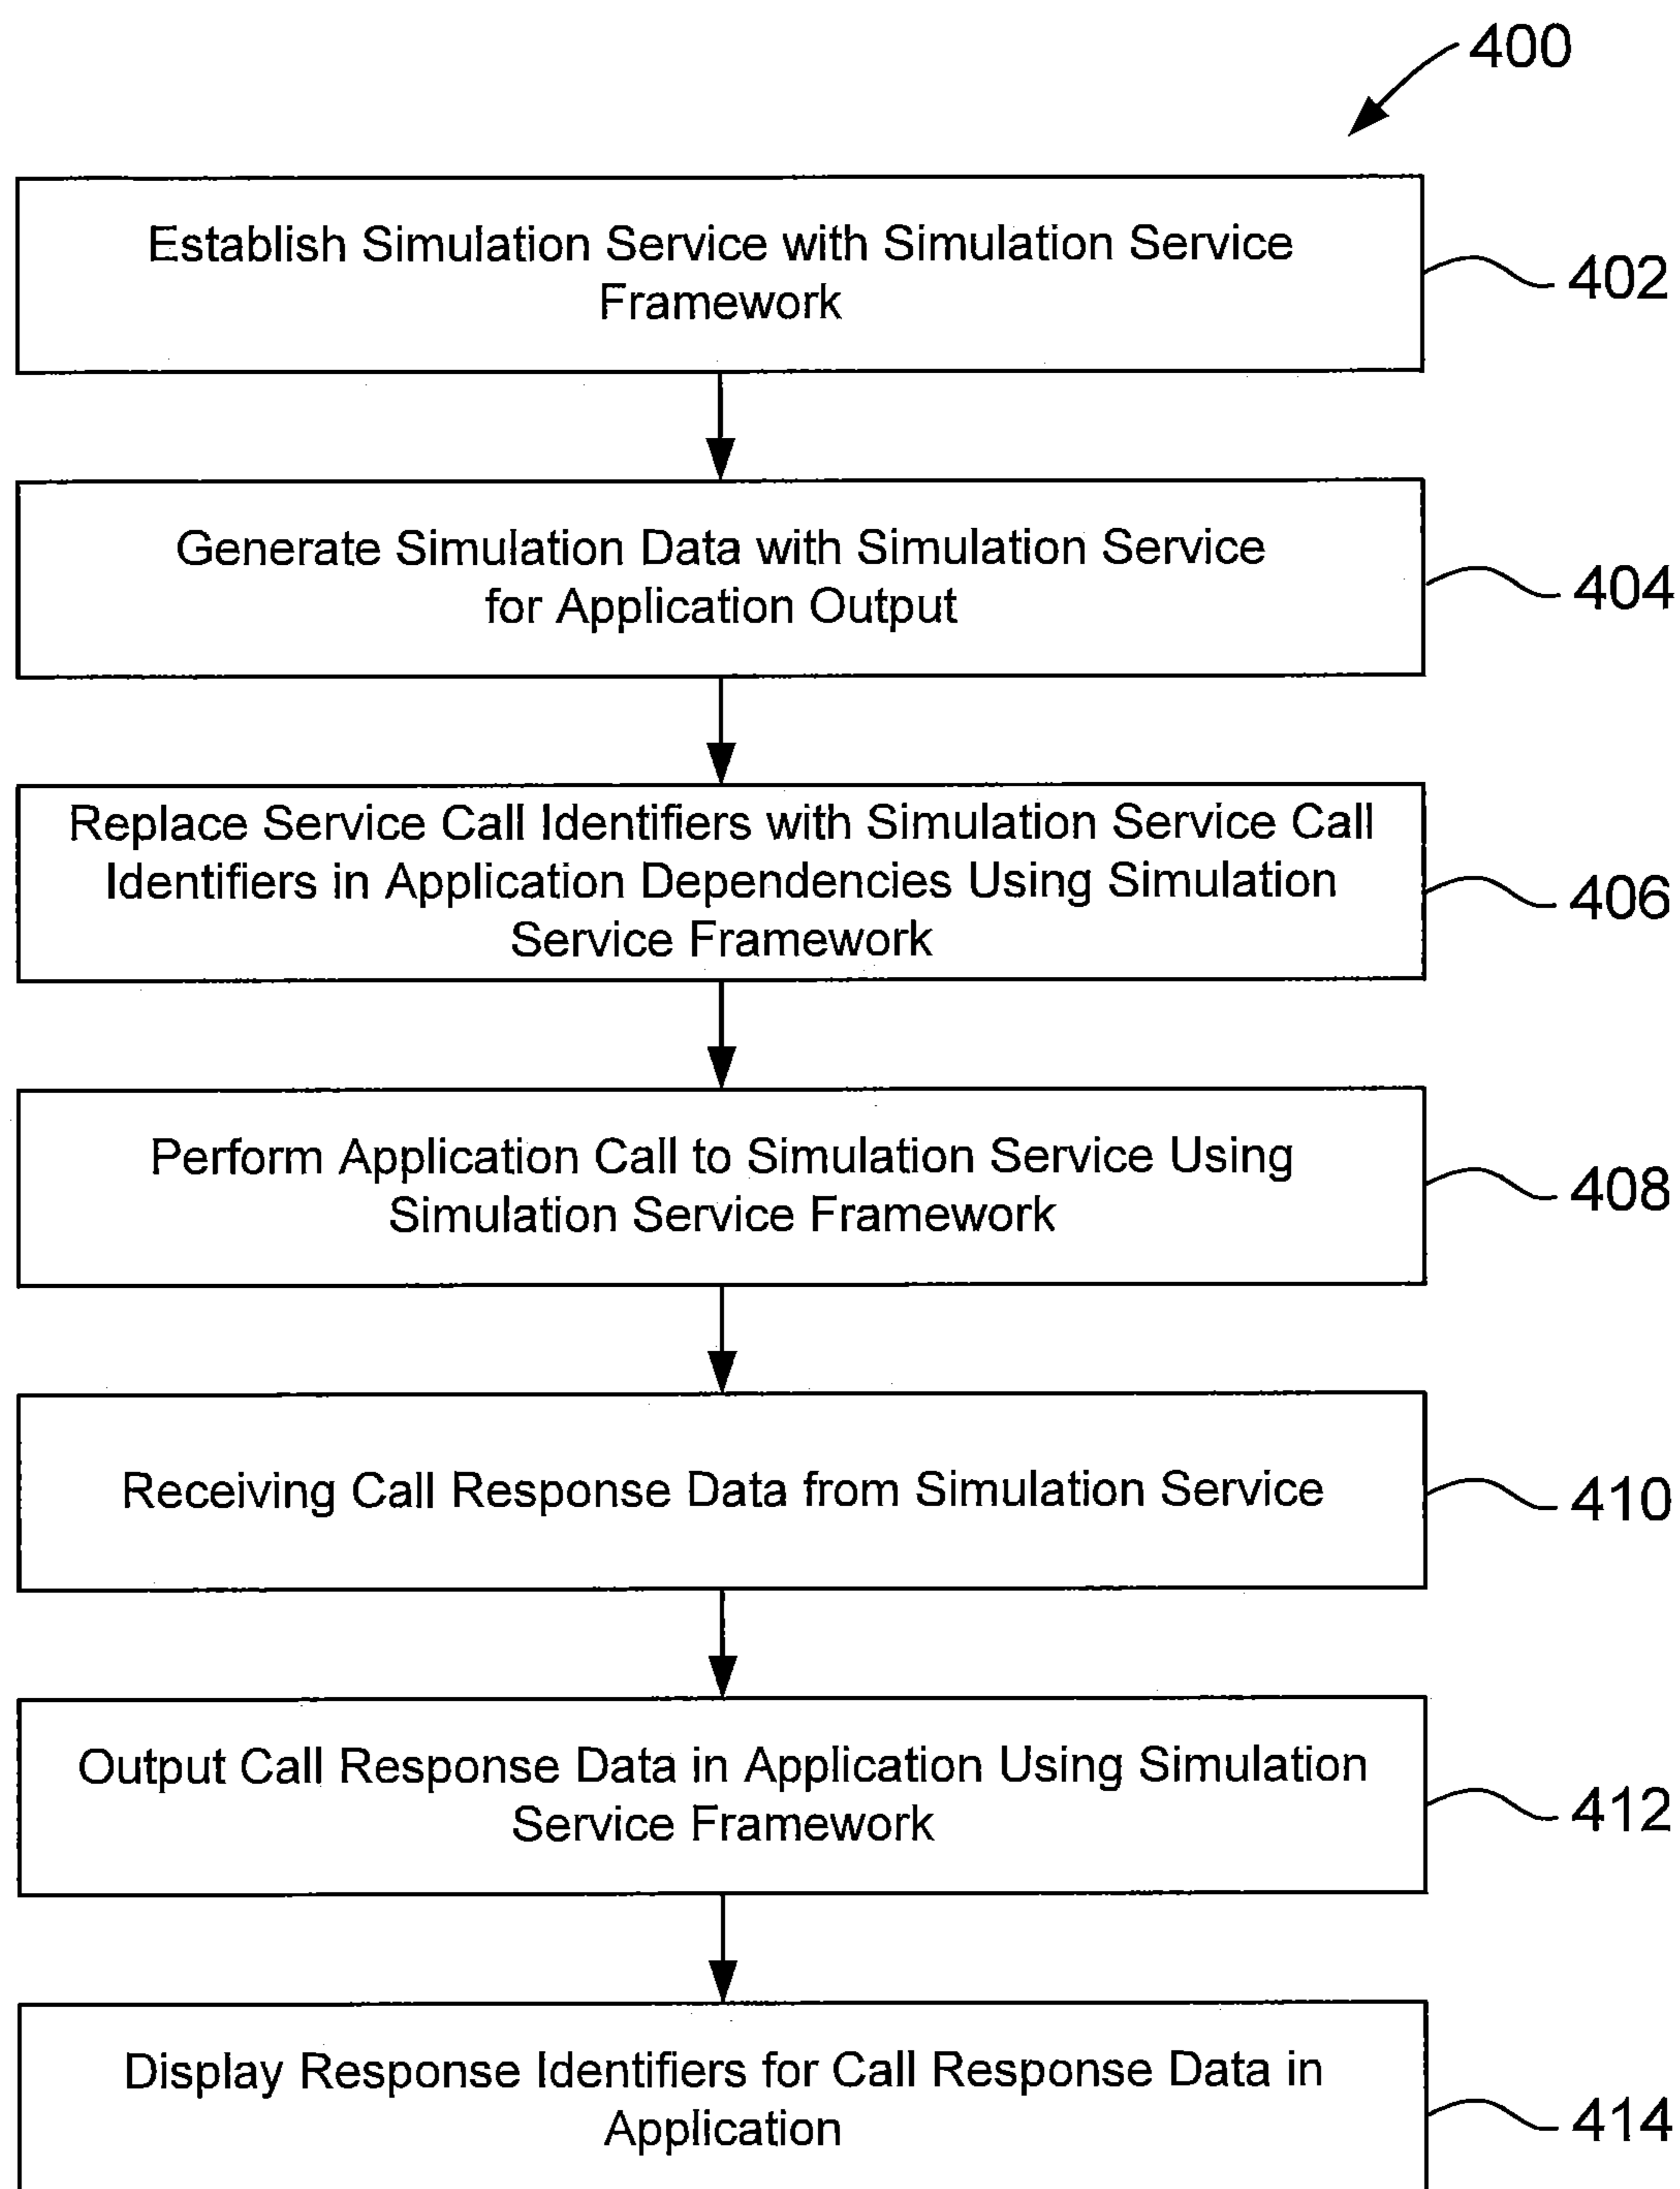 400
Establish Simulation Service with Simulation Service
Framework
402
Generate Simulation Data with Simulation Service
for Application Output
404
Replace Service Call Identifiers with Simulation Service Call
Identifiers in Application Dependencies Using Simulation
Service Framework
406
Perform Application Call to Simulation Service Using
Simulation Service Framework
408
Receiving Call Response Data from Simulation Service
410
Output Call Response Data in Application Using Simulation
Service Framework
412
Display Response Identifiers for Call Response Data in
Application
414